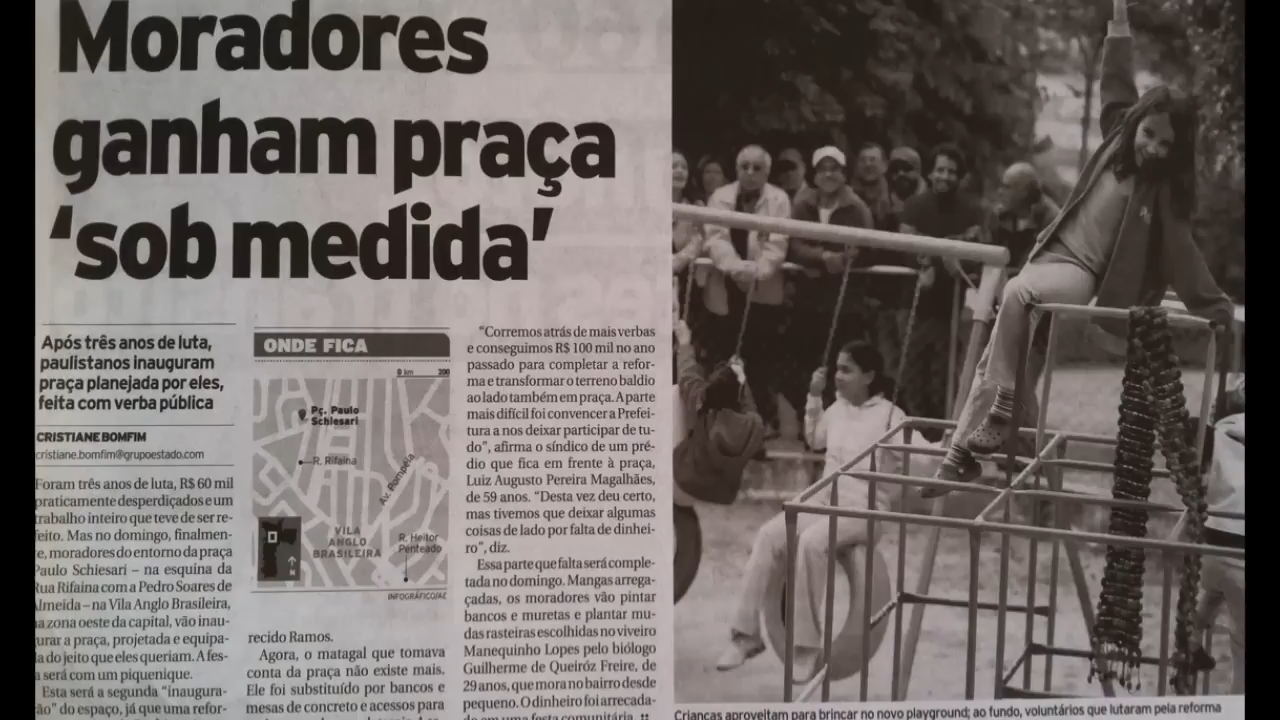 Moradores
ganham praça
‘sob medida’
Após três anos de luta,
paulistanos inauguram
praça planejada por eles,
feita com verba pública
CRISTIANE BOMFIM
cristiane.bomfim@grupoestado.com
Foram três anos de luta, R$ 60 mil
praticamente desperdiçados e um
trabalho inteiro que teve de ser re-
feito. Mas no domingo, finalmen-
e, moradores do entorno da praça
Paulo Schiesari – na esquina da
Rua Rifaina com a Pedro Soares de
Almeida – na Vila Anglo Brasileira,
a zona oeste da capital, vão inau-
urar a praça, projetada e equipa-
a do jeito que eles queriam. A fes-
a será com um piquenique.
Esta será a segunda “inaugura-
ão” do espaço, já que uma refor-
ONDE FICA
0 km 200
Pç. Paulo
Schiesari
R. Rifaina
Av. Pompéia
VILA
ANGLO
BRASILEIRA
R. Heitor
Penteado
INFOGRÁFICO/AE
recido Ramos.
Agora, o matagal que tomava
conta da praça não existe mais.
Ele foi substituído por bancos e
mesas de concreto e acessos para
“Corremos atrás de mais verbas
e conseguimos R$ 100 mil no ano
passado para completar a refor-
ma e transformar o terreno baldio
ao lado também em praça. A parte
mais difícil foi convencer a Prefei-
tura a nos deixar participar de tu-
do”, afirma o síndico de um pré-
dio que fica em frente à praça,
Luiz Augusto Pereira Magalhães,
de 59 anos. “Desta vez deu certo,
mas tivemos que deixar algumas
coisas de lado por falta de dinhei-
ro”, diz.
Essa parte que falta será comple-
tada no domingo. Mangas arrega-
çadas, os moradores vão pintar
bancos e muretas e plantar mu-
das rasteiras escolhidas no viveiro
Manequinho Lopes pelo biólogo
Guilherme de Queiróz Freire, de
29 anos, que mora no bairro desde
pequeno. O dinheiro foi arrecada-
do em uma festa comunitária.
Crianças aproveitam para brincar no novo playground; ao fundo, voluntários que lutaram pela reforma